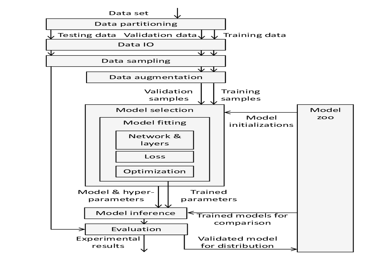 Data set
Data partitioning
Testing data Validation data Training data
Data IO
Data sampling
Data augmentation
Validation samples
Training samples
Model selection
Model zoo
Model fitting
Model initializations
Network & layers
Loss
Optimization
Model & hyper-parameters
Trained parameters
Model inference
Trained models for comparison
Evaluation
Experimental results
Validated model for distribution